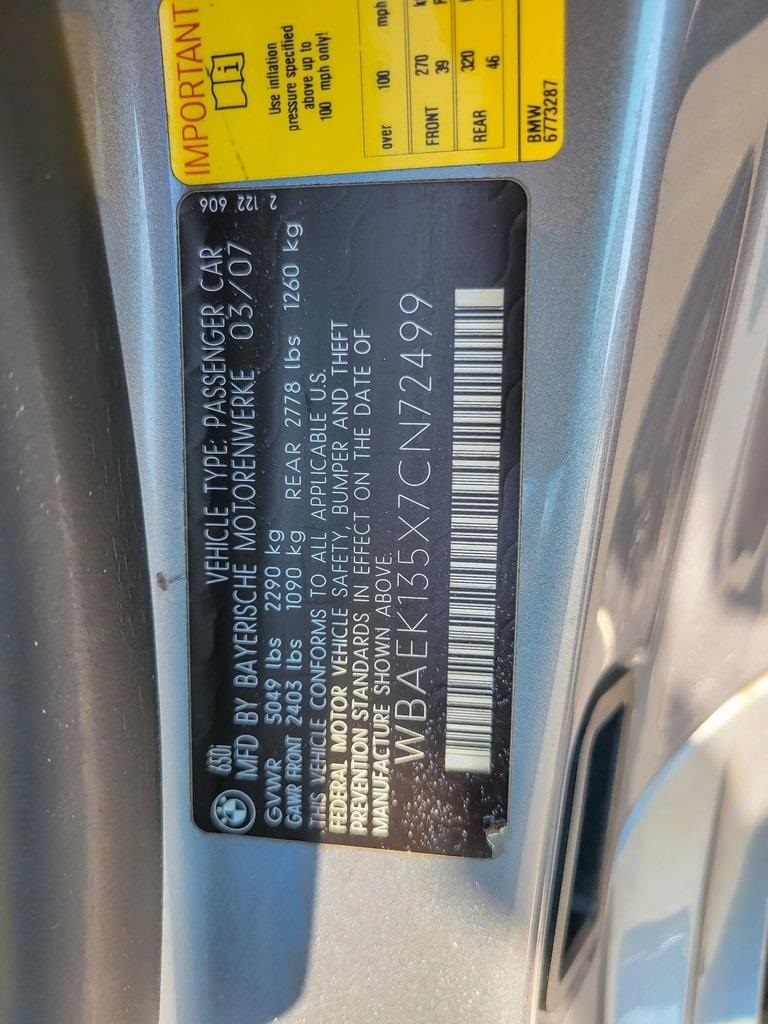 650i
VEHICLE TYPE: PASSENGER CAR
MFD BY BAYERISCHE MOTORENWERKE 03/07
GVWR 5049 lbs 2290 kg
GAWR FRONT 2403 lbs 1090 kg REAR 2778 lbs 1260 kg
THIS VEHICLE CONFORMS TO ALL APPLICABLE U.S.
FEDERAL MOTOR VEHICLE SAFETY, BUMPER AND THEFT
PREVENTION STANDARDS IN EFFECT ON THE DATE OF
MANUFACTURE SHOWN ABOVE.
WBAEK135X7CN72499
2 122 606
IMPORTANT
Use inflation
pressure specified
above up to
100 mph only!
over 100 mph
FRONT 270
39
REAR 320
46
BMW
6773287